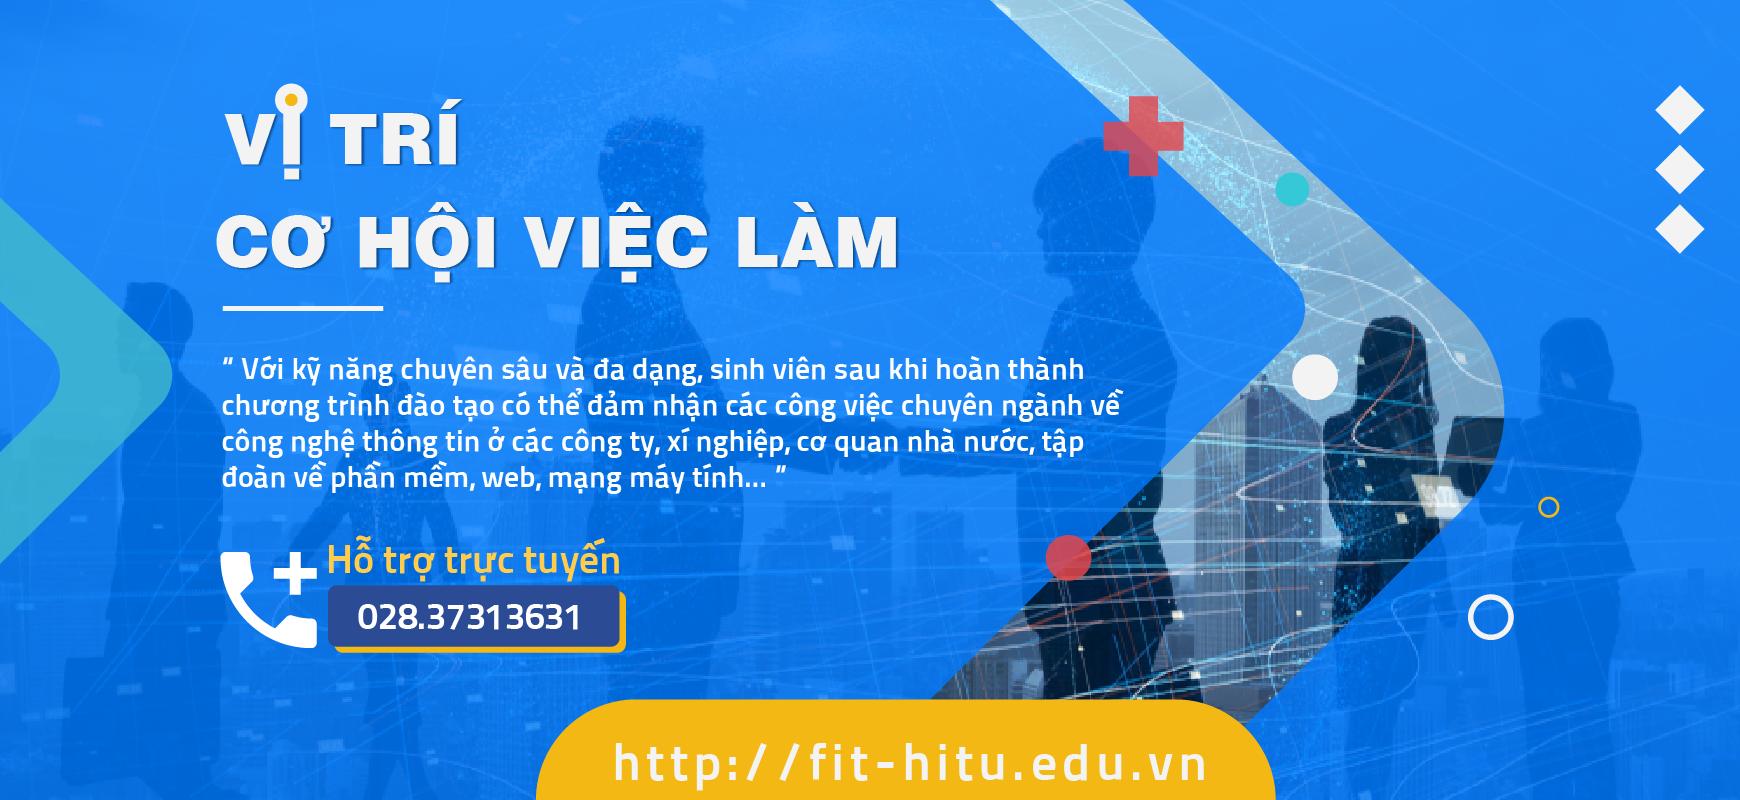 VỊ TRÍ
CƠ HỘI VIỆC LÀM
" Với kỹ năng chuyên sâu và đa dạng, sinh viên sau khi hoàn thành
chương trình đào tạo có thể đảm nhận các công việc chuyên ngành về
công nghệ thông tin ở các công ty, xí nghiệp, cơ quan nhà nước, tập
đoàn về phần mềm, web, mạng máy tính... "
Hỗ trợ trực tuyến
028.37313631
http://fit-hitu.edu.vn